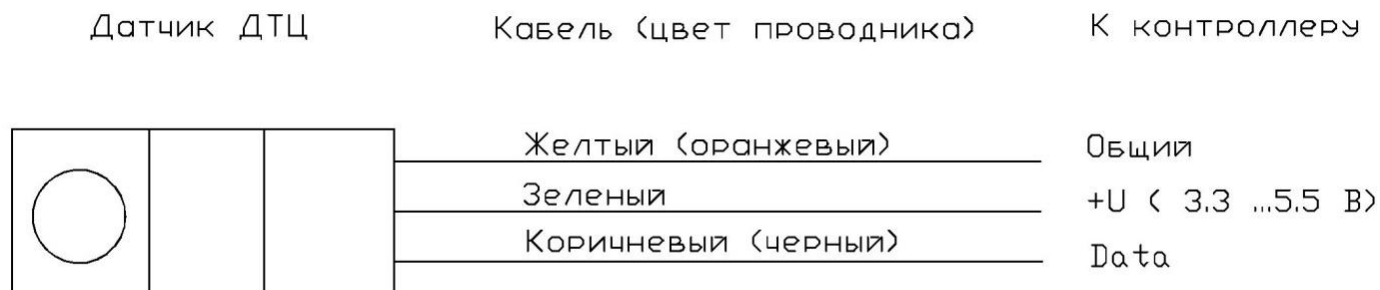 Датчик ДТЦ Кабель (цвет проводника) К контроллеру
Желтый (оранжевый) Общий
Зеленый +U ( 3.3 ...5.5 В)
Коричневый (черный) Data